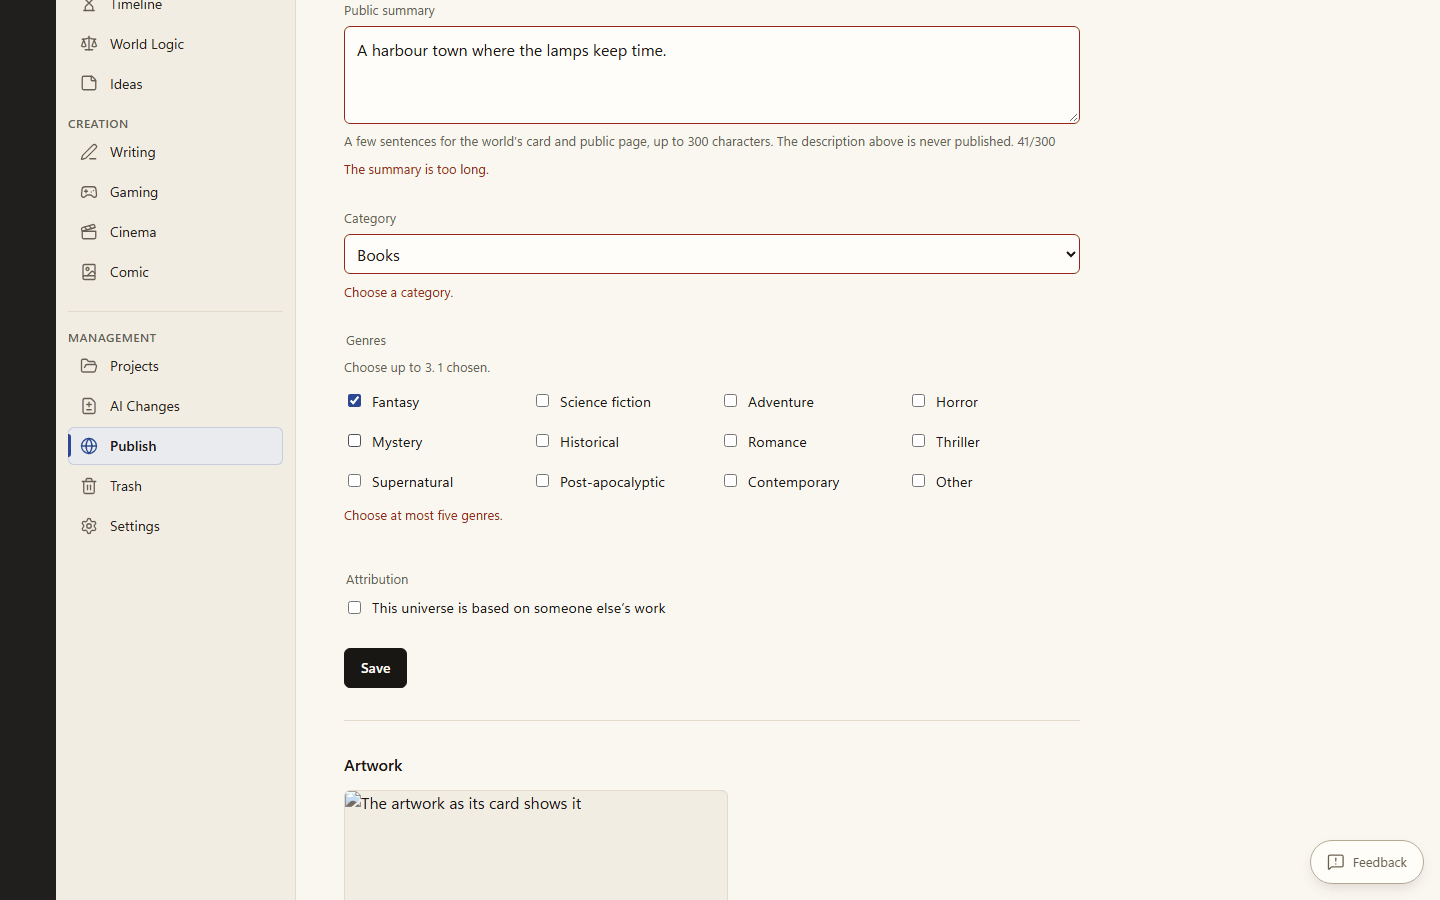 Timeline
World Logic
Ideas
CREATION
Writing
Gaming
Cinema
Comic
MANAGEMENT
Projects
AI Changes
Publish
Trash
Settings
Public summary
A harbour town where the lamps keep time.
A few sentences for the world's card and public page, up to 300 characters. The description above is never published. 41/300
The summary is too long.
Category
Books
Choose a category.
Genres
Choose up to 3. 1 chosen.
Fantasy Science fiction Adventure Horror
Mystery Historical Romance Thriller
Supernatural Post-apocalyptic Contemporary Other
Choose at most five genres.
Attribution
This universe is based on someone else's work
Save
Artwork
The artwork as its card shows it
Feedback